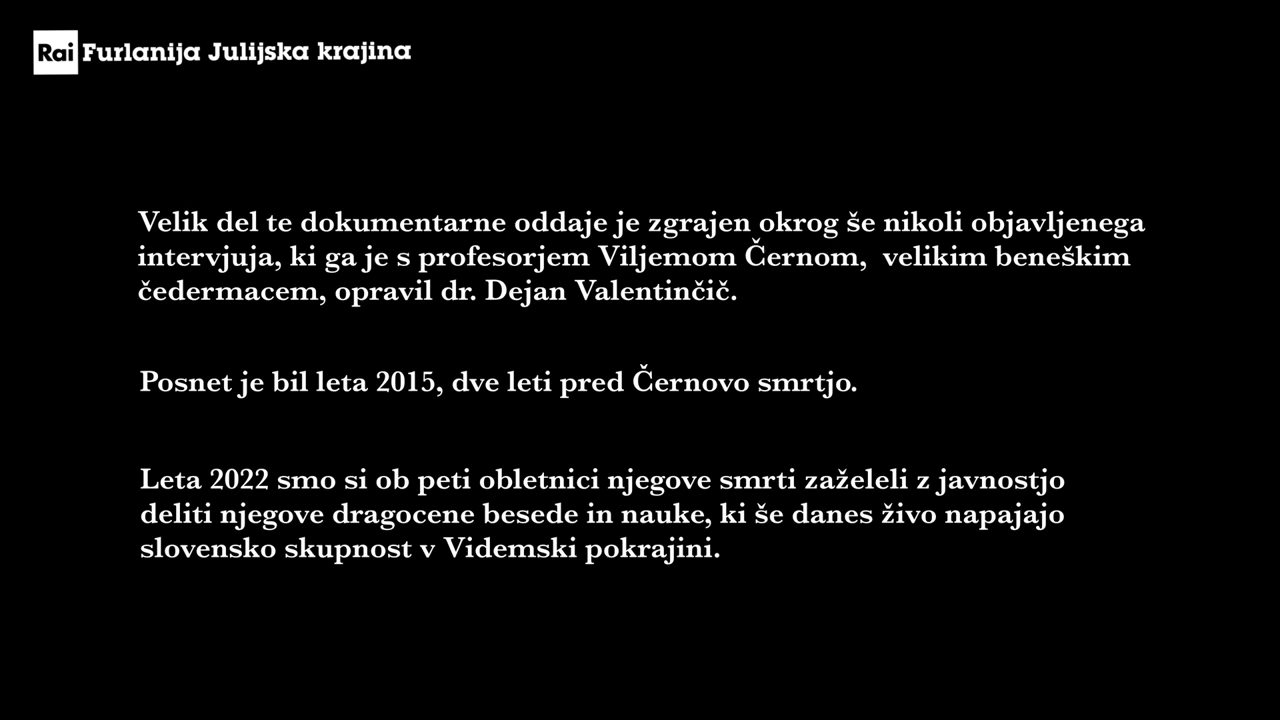 Rai Furlanija Julijska krajina
Velik del te dokumentarne oddaje je zgrajen okrog še nikoli objavljenega
intervjuja, ki ga je s profesorjem Viljemom Černom, velikim beneškim
čedermacem, opravil dr. Dejan Valentinčič.
Posnet je bil leta 2015, dve leti pred Černovo smrtjo.
Leta 2022 smo si ob peti obletnici njegove smrti zaželeli z javnostjo
deliti njegove dragocene besede in nauke, ki še danes živo napajajo
slovensko skupnost v Videmski pokrajini.